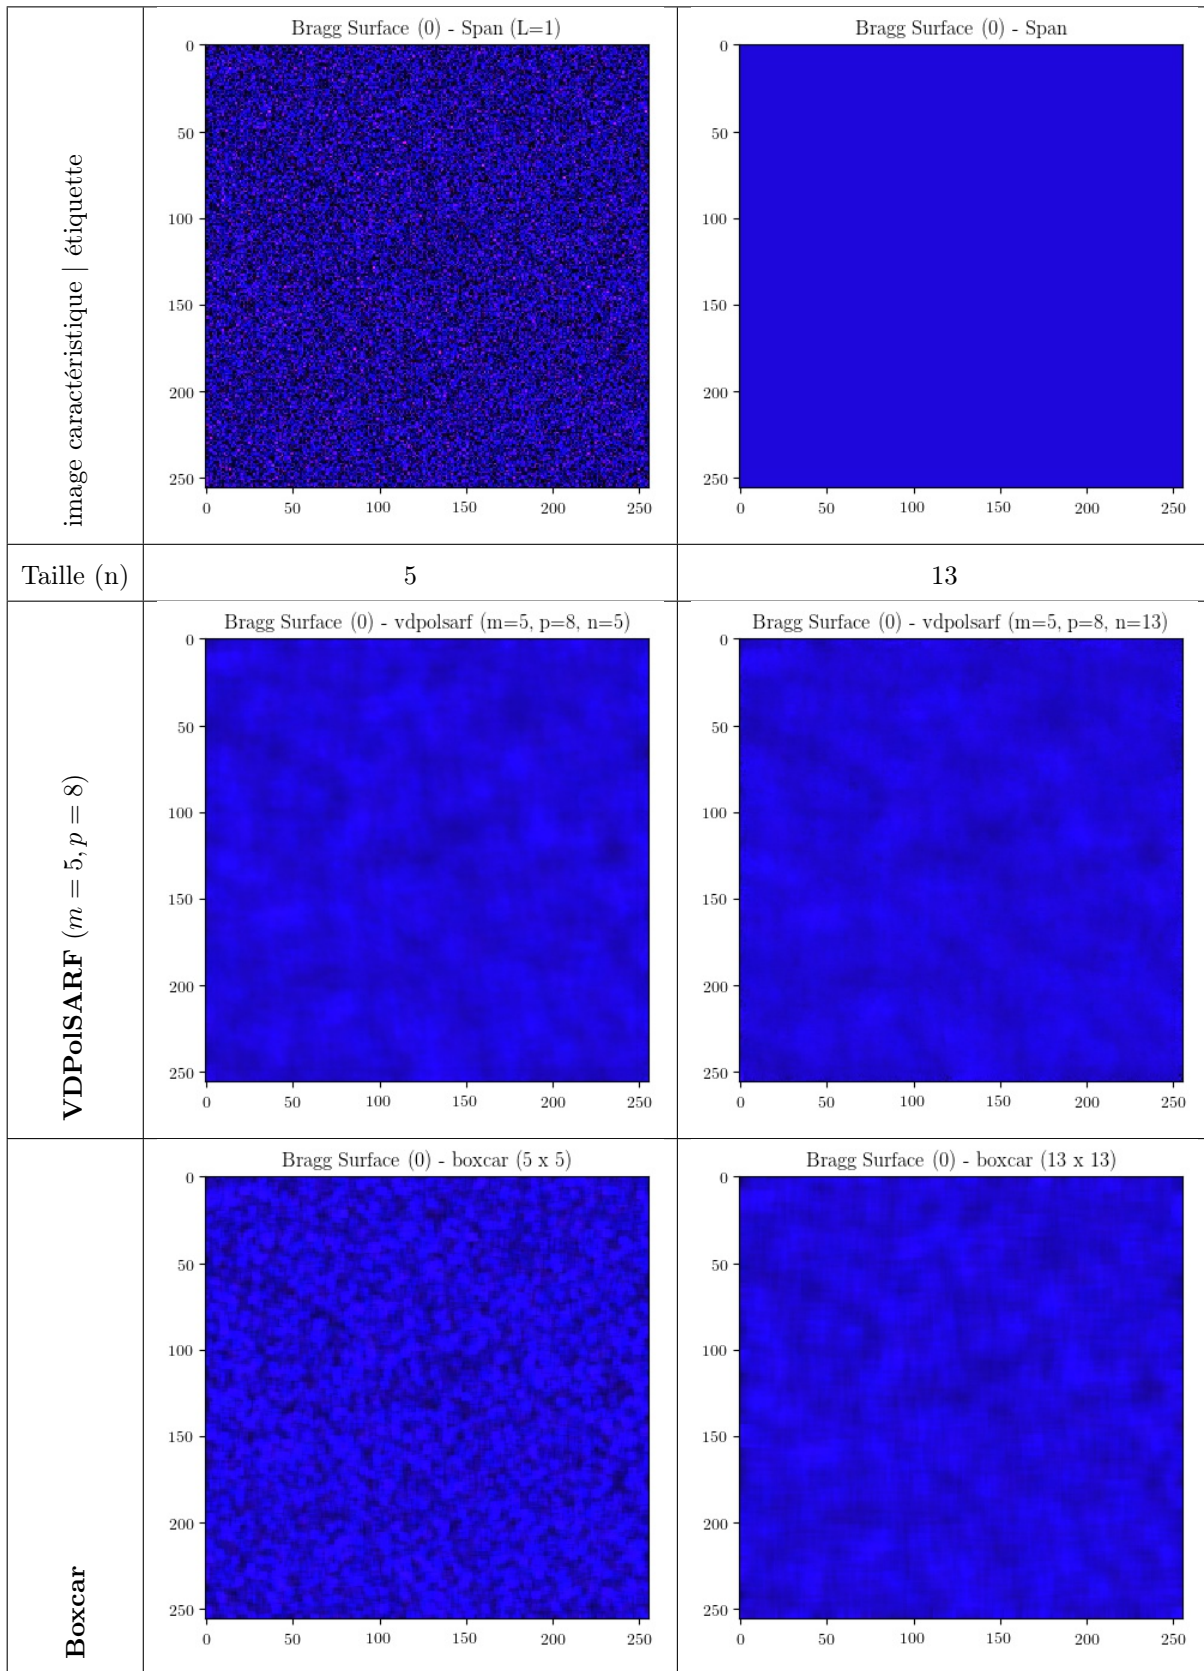 image caractéristique | étiquette
Bragg Surface (0) - Span (L=1)
0
50
100
150
200
250
0 50 100 150 200 250
Bragg Surface (0) - Span
0
50
100
150
200
250
0 50 100 150 200 250
Taille (n) 5 13
VDPolSARF (m = 5, p = 8)
Bragg Surface (0) - vdpolsarf (m=5, p=8, n=5)
0
50
100
150
200
250
0 50 100 150 200 250
Bragg Surface (0) - vdpolsarf (m=5, p=8, n=13)
0
50
100
150
200
250
0 50 100 150 200 250
Boxcar
Bragg Surface (0) - boxcar (5 x 5)
0
50
100
150
200
250
0 50 100 150 200 250
Bragg Surface (0) - boxcar (13 x 13)
0
50
100
150
200
250
0 50 100 150 200 250